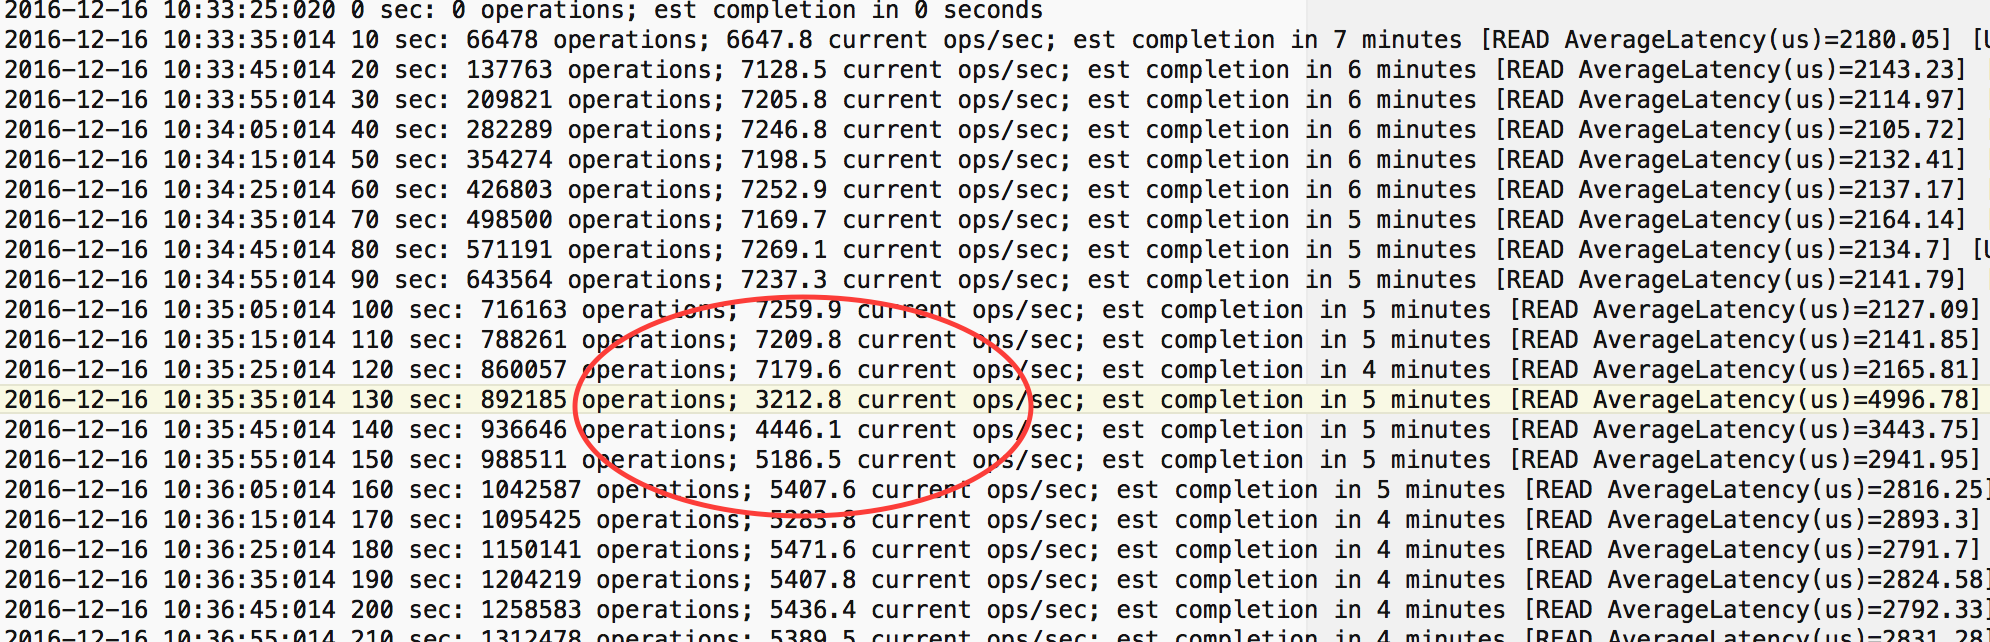 2016-12-16 10:33:25:020 0 sec: 0 operations; est completion in 0 seconds
2016-12-16 10:33:35:014 10 sec: 66478 operations; 6647.8 current ops/sec; est completion in 7 minutes [READ AverageLatency(us)=2180.05] [U
2016-12-16 10:33:45:014 20 sec: 137763 operations; 7128.5 current ops/sec; est completion in 6 minutes [READ AverageLatency(us)=2143.23]
2016-12-16 10:33:55:014 30 sec: 209821 operations; 7205.8 current ops/sec; est completion in 6 minutes [READ AverageLatency(us)=2114.97]
2016-12-16 10:34:05:014 40 sec: 282289 operations; 7246.8 current ops/sec; est completion in 6 minutes [READ AverageLatency(us)=2105.72]
2016-12-16 10:34:15:014 50 sec: 354274 operations; 7198.5 current ops/sec; est completion in 6 minutes [READ AverageLatency(us)=2132.41]
2016-12-16 10:34:25:014 60 sec: 426803 operations; 7252.9 current ops/sec; est completion in 6 minutes [READ AverageLatency(us)=2137.17]
2016-12-16 10:34:35:014 70 sec: 498500 operations; 7169.7 current ops/sec; est completion in 5 minutes [READ AverageLatency(us)=2164.14]
2016-12-16 10:34:45:014 80 sec: 571191 operations; 7269.1 current ops/sec; est completion in 5 minutes [READ AverageLatency(us)=2134.7] [U
2016-12-16 10:34:55:014 90 sec: 643564 operations; 7237.3 current ops/sec; est completion in 5 minutes [READ AverageLatency(us)=2141.79]
2016-12-16 10:35:05:014 100 sec: 716163 operations; 7259.9 current ops/sec; est completion in 5 minutes [READ AverageLatency(us)=2127.09]
2016-12-16 10:35:15:014 110 sec: 788261 operations; 7209.8 current ops/sec; est completion in 5 minutes [READ AverageLatency(us)=2141.85]
2016-12-16 10:35:25:014 120 sec: 860057 operations; 7179.6 current ops/sec; est completion in 4 minutes [READ AverageLatency(us)=2165.81]
2016-12-16 10:35:35:014 130 sec: 892185 operations; 3212.8 current ops/sec; est completion in 5 minutes [READ AverageLatency(us)=4996.78]
2016-12-16 10:35:45:014 140 sec: 936646 operations; 4446.1 current ops/sec; est completion in 5 minutes [READ AverageLatency(us)=3443.75]
2016-12-16 10:35:55:014 150 sec: 988511 operations; 5186.5 current ops/sec; est completion in 5 minutes [READ AverageLatency(us)=2941.95]
2016-12-16 10:36:05:014 160 sec: 1042587 operations; 5407.6 current ops/sec; est completion in 5 minutes [READ AverageLatency(us)=2816.25]
2016-12-16 10:36:15:014 170 sec: 1095425 operations; 5283.8 current ops/sec; est completion in 4 minutes [READ AverageLatency(us)=2893.3]
2016-12-16 10:36:25:014 180 sec: 1150141 operations; 5471.6 current ops/sec; est completion in 4 minutes [READ AverageLatency(us)=2791.7]
2016-12-16 10:36:35:014 190 sec: 1204219 operations; 5407.8 current ops/sec; est completion in 4 minutes [READ AverageLatency(us)=2824.58]
2016-12-16 10:36:45:014 200 sec: 1258583 operations; 5436.4 current ops/sec; est completion in 4 minutes [READ AverageLatency(us)=2792.33]
2016-12-16 10:36:55:014 210 sec: 1312478 operations; 5389.5 current ops/sec; est completion in 4 minutes [READ AverageLatency(us)=2831.28]